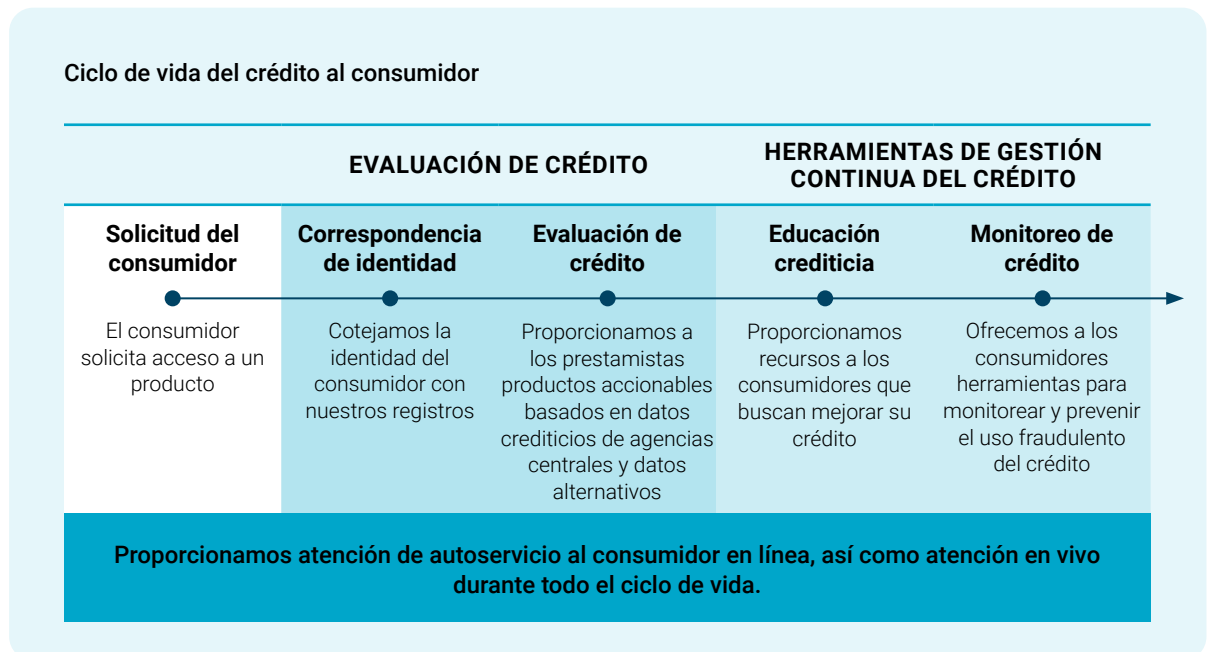 Ciclo de vida del crédito al consumidor
EVALUACIÓN DE CRÉDITO
HERRAMIENTAS DE GESTIÓN
CONTINUA DEL CRÉDITO
Solicitud del
consumidor
El consumidor
solicita acceso a un
producto
Correspondencia
de identidad
Cotejamos la
identidad del
consumidor con
nuestros registros
Evaluación de
crédito
Proporcionamos a
los prestamistas
productos accionables
basados en datos
crediticios de agencias
centrales y datos
alternativos
Educación
crediticia
Proporcionamos
recursos a los
consumidores que
buscan mejorar su
crédito
Monitoreo de
crédito
Ofrecemos a los
consumidores
herramientas para
monitorear y prevenir
el uso fraudulento
del crédito
Proporcionamos atención de autoservicio al consumidor en línea, así como atención en vivo
durante todo el ciclo de vida.